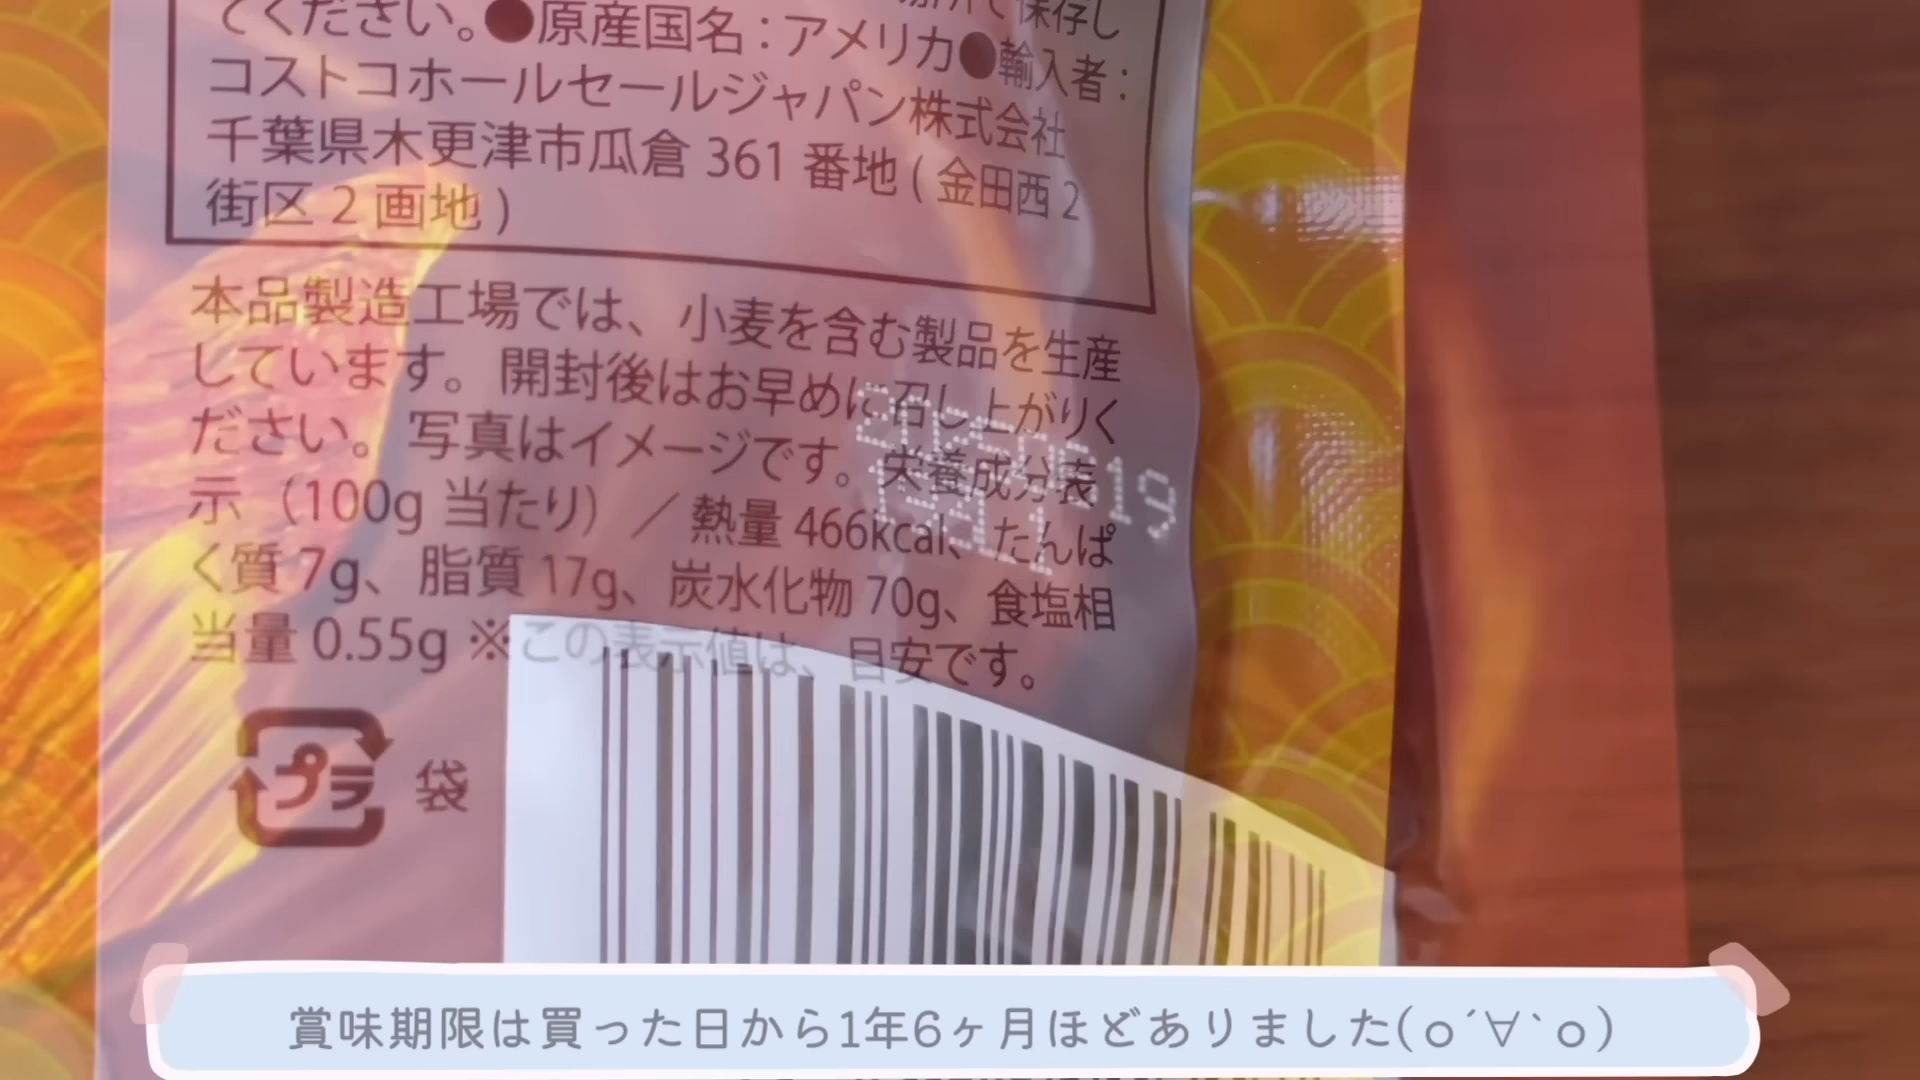 てください。●原産国名：アメリカ●輸入者：
コストコホールセールジャパン株式会社
千葉県木更津市瓜倉 361 番地 ( 金田西 2
街区 2 画地 )
本品製造工場では、小麦を含む製品を生産
しています。開封後はお早めに召し上がりく
ださい。写真はイメージです。栄養成分表
示（100g 当たり）／熱量 466kcal、たんぱ
く質 7g、脂質 17g、炭水化物 70g、食塩相
当量 0.55g ※この表示値は、目安です。
プラ 袋
賞味期限は買った日から1年6ヶ月ほどありました(о´∀`о)